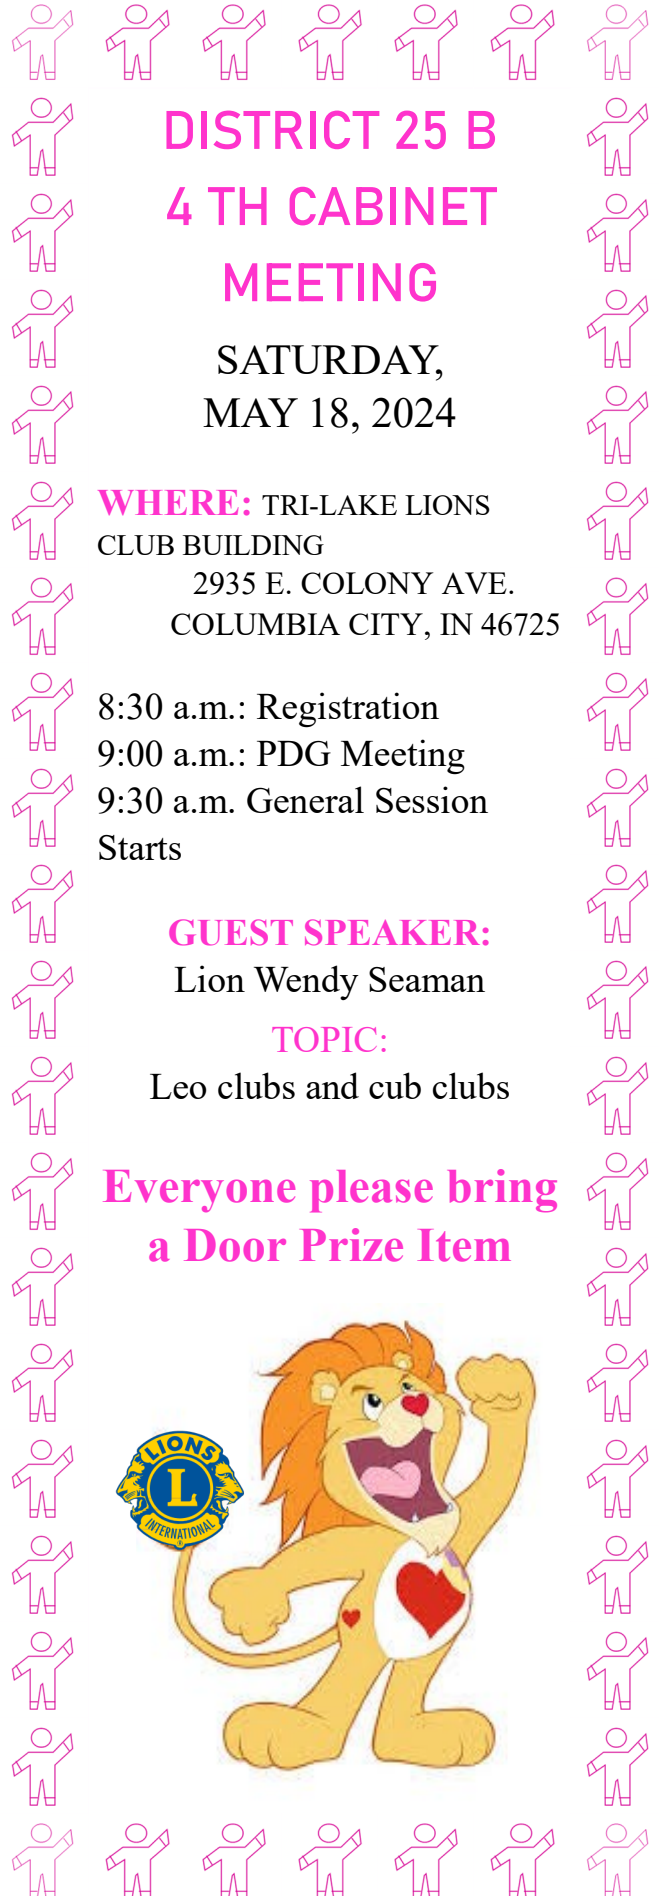 DISTRICT 25 B
4 TH CABINET
MEETING
SATURDAY,
MAY 18, 2024
WHERE: TRI-LAKE LIONS
CLUB BUILDING
2935 E. COLONY AVE.
COLUMBIA CITY, IN 46725
8:30 a.m.: Registration
9:00 a.m.: PDG Meeting
9:30 a.m. General Session
Starts
GUEST SPEAKER:
Lion Wendy Seaman
TOPIC:
Leo clubs and cub clubs
Everyone please bring
a Door Prize Item
LIONS
L
INTERNATIONAL
®